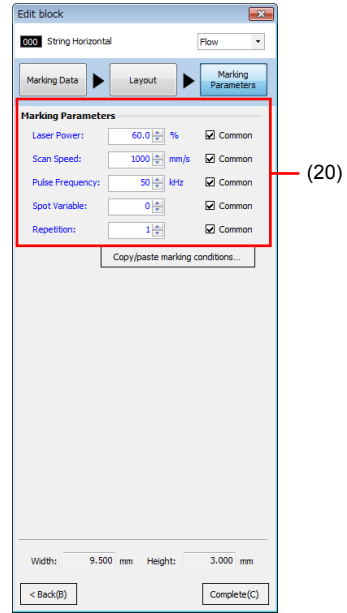 Edit block
000 String Horizontal Flow
Marking Data Layout Marking Parameters
Marking Parameters
Laser Power: 60.0 % Common
Scan Speed: 1000 mm/s Common
Pulse Frequency: 50 kHz Common
(20)
Spot Variable: 0 Common
Repetition: 1 Common
Copy/paste marking conditions...
Width: 9.500 mm Height: 3.000 mm
< Back(B) Complete(C)